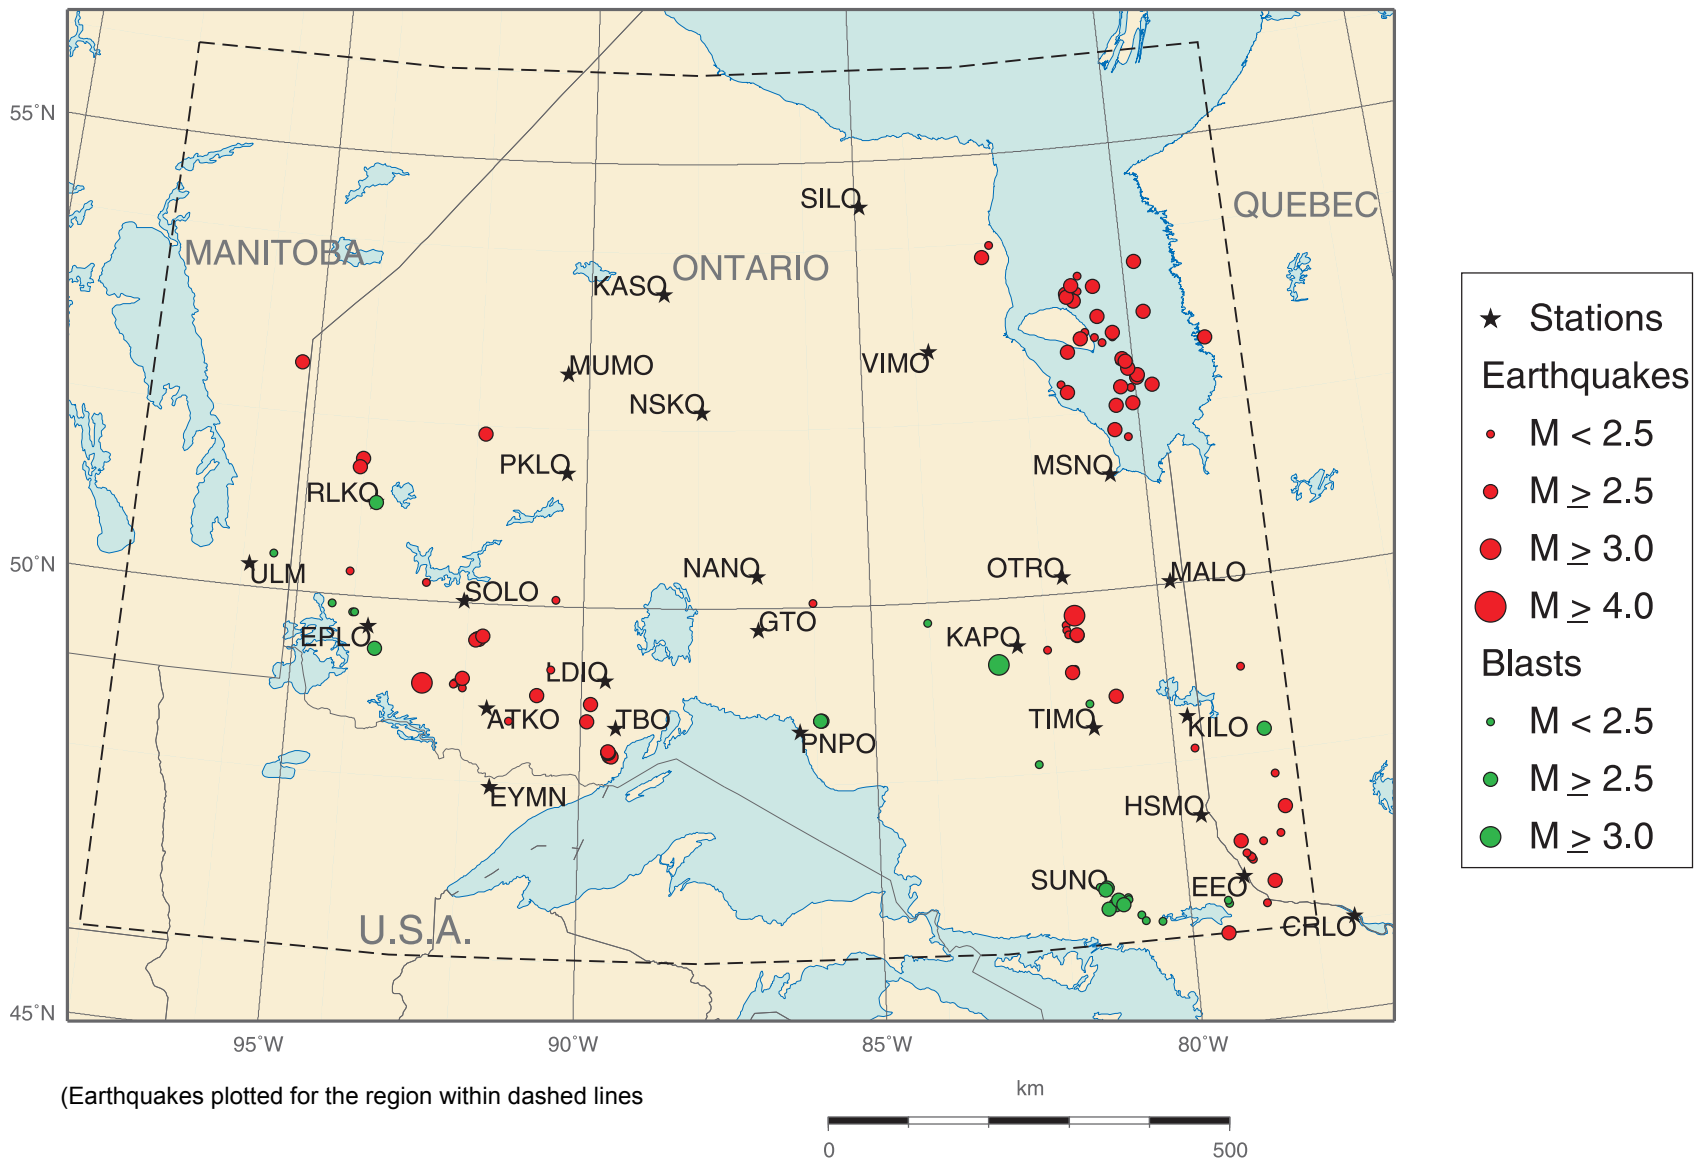 55°N
50°N
45°N
95°W
90°W
85°W
80°W
MANITOBA
ONTARIO
QUEBEC
U.S.A.
SILO
KASO
MUMO
VIMO
NSKO
PKLO
MSNO
RLKO
ULM
SOLO
NANO
OTRO
MALO
EPLO
GTO
KAPO
LDIO
ATKO
TBO
PNPO
TIMO
KILO
EYMN
HSMO
SUNO
EEO
CRLO
Stations
Earthquakes
M < 2.5
M ≥ 2.5
M ≥ 3.0
M ≥ 4.0
Blasts
M < 2.5
M ≥ 2.5
M ≥ 3.0
(Earthquakes plotted for the region within dashed lines
km
0
500